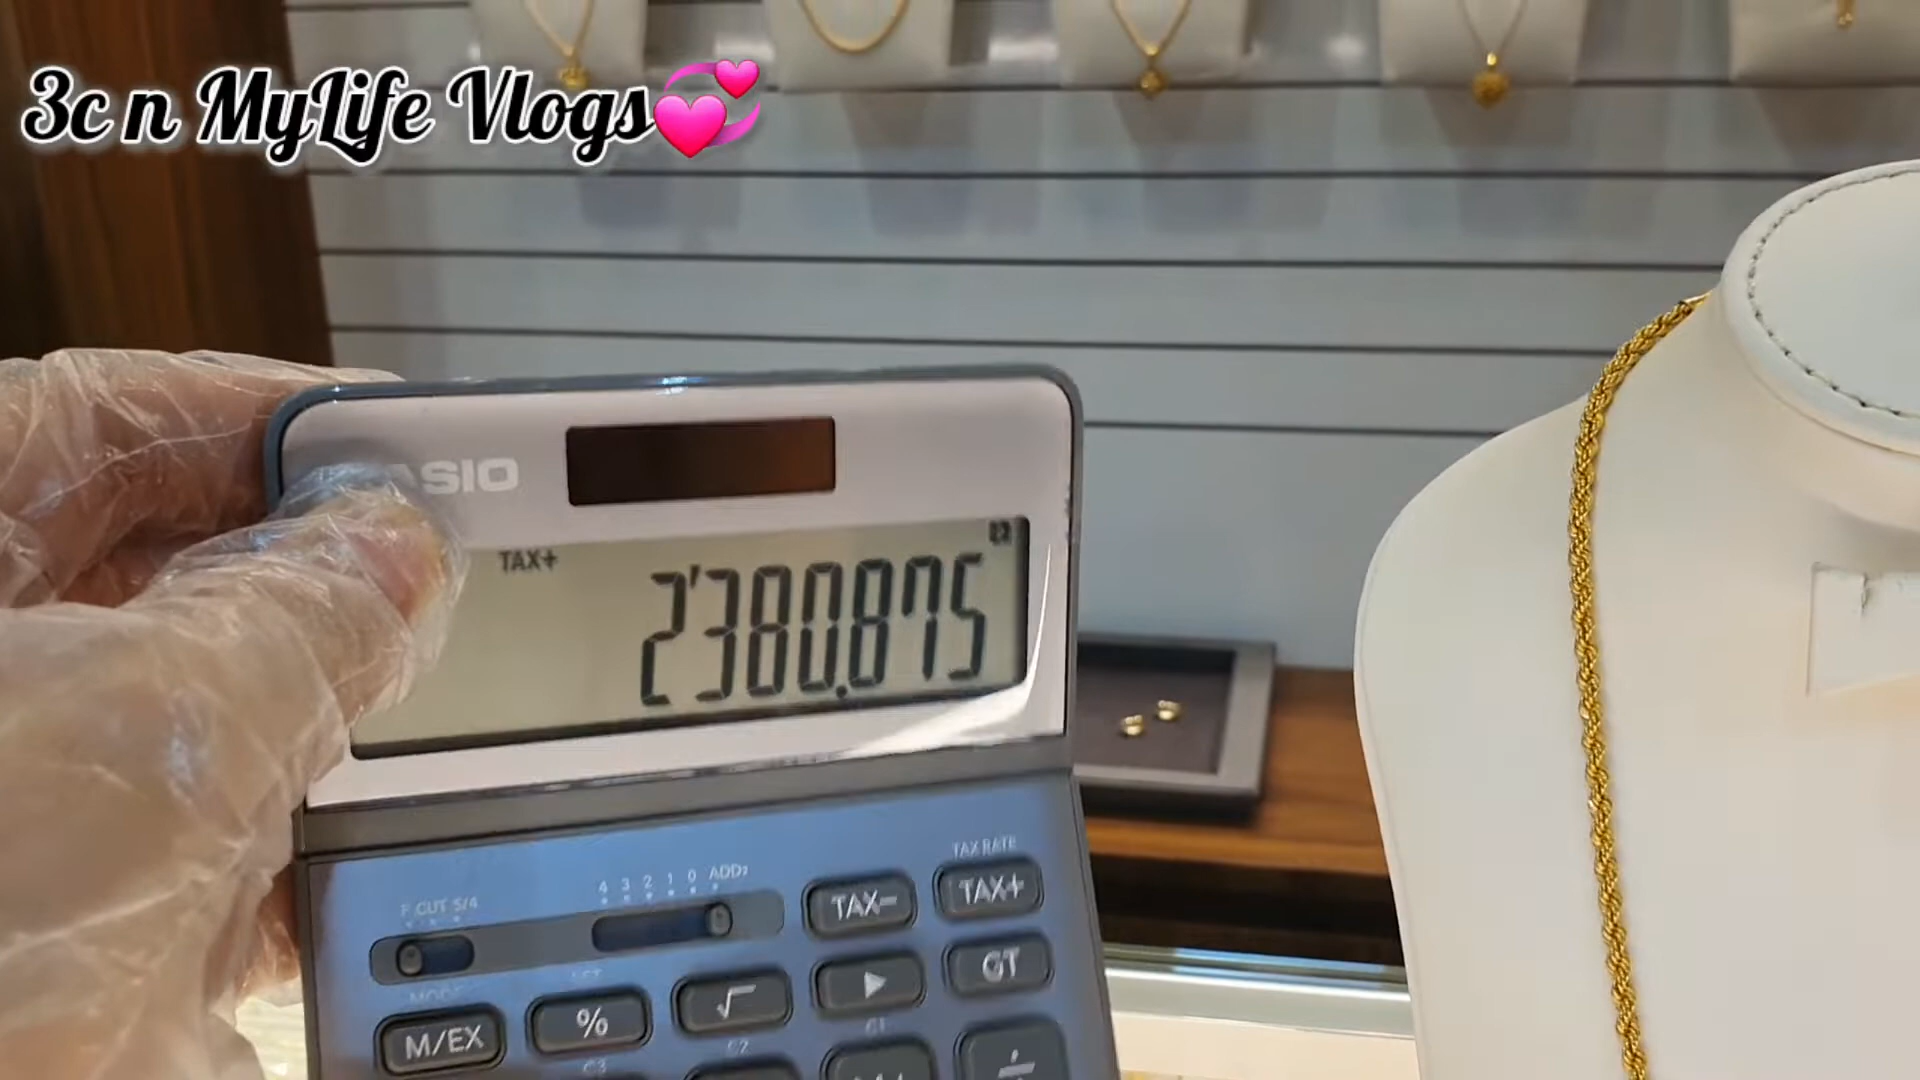 3c n MyLife Vlogs💞
ASIO
TAX+
2'380.875
TAX RATE
4 3 2 1 0 ADD2
F CUT 5/4
TAX− TAX+
▶ GT
M/EX % √
÷